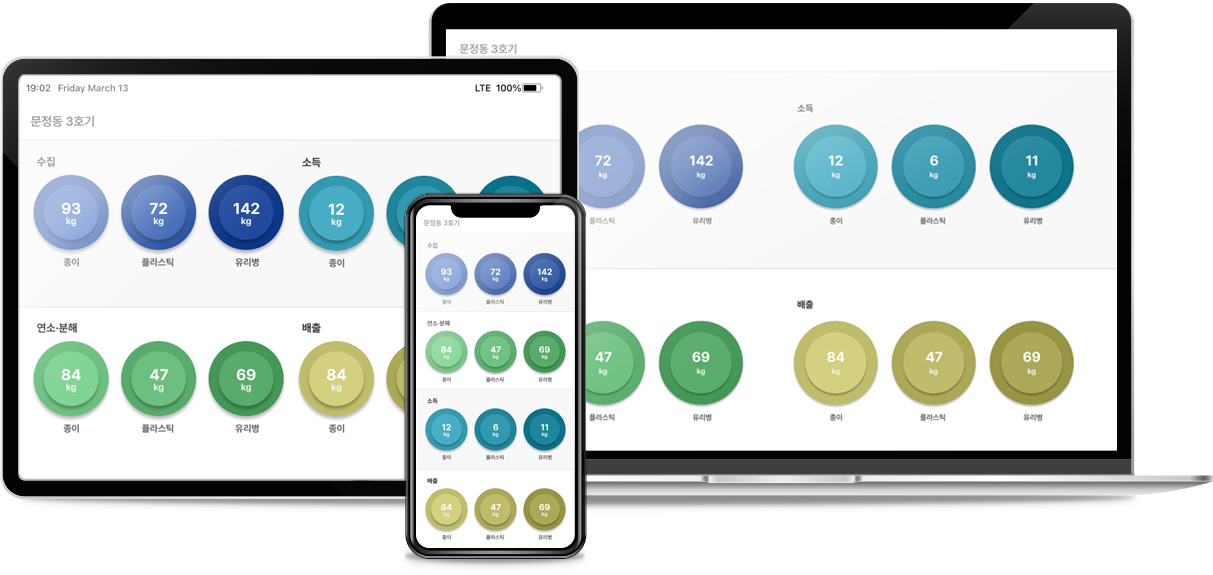 19:02 Friday March 13
LTE 100%
문정동 3호기
수집
93
kg
종이
72
kg
플라스틱
142
kg
유리병
소득
12
kg
종이
연소·분해
84
kg
종이
47
kg
플라스틱
69
kg
유리병
배출
84
kg
종이
문정동 3호기
수집
93
kg
종이
72
kg
플라스틱
142
kg
유리병
연소·분해
84
kg
종이
47
kg
플라스틱
69
kg
유리병
소득
12
kg
종이
6
kg
플라스틱
11
kg
유리병
배출
84
kg
종이
47
kg
플라스틱
69
kg
유리병
문정동 3호기
72
kg
플라스틱
142
kg
유리병
소득
12
kg
종이
6
kg
플라스틱
11
kg
유리병
47
kg
플라스틱
69
kg
유리병
배출
84
kg
종이
47
kg
플라스틱
69
kg
유리병